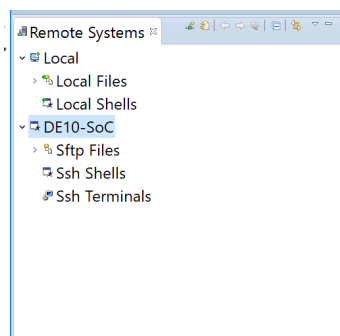 Remote Systems
Local
Local Files
Local Shells
DE10-SoC
Sftp Files
Ssh Shells
Ssh Terminals